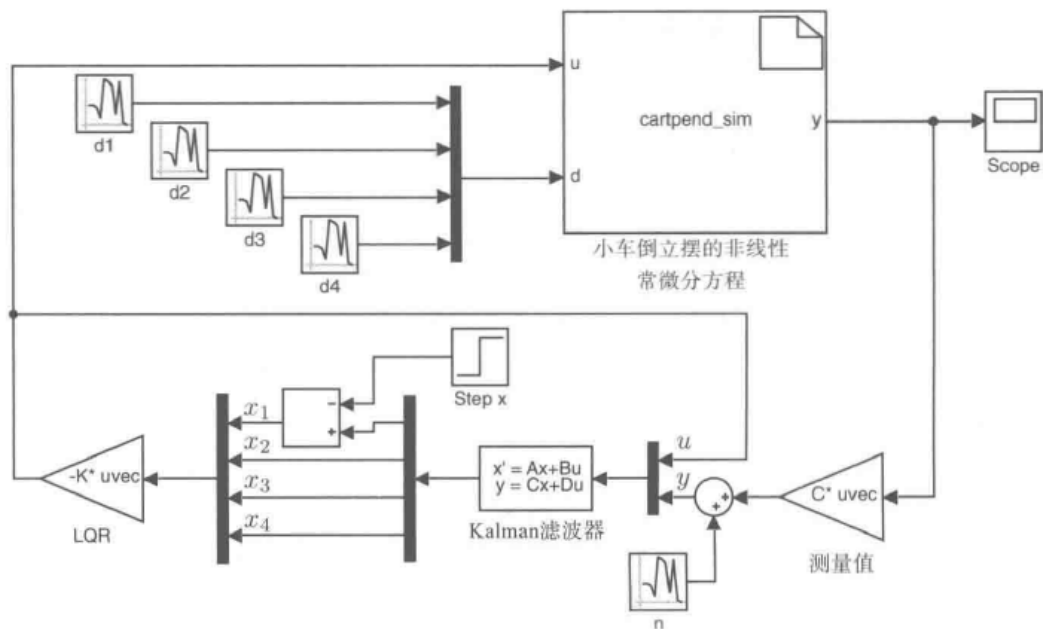 u
d1
cartpend_sim
y
d2
d
Scope
d3
d4
小车倒立摆的非线性
常微分方程
Step x
−
+
x₁
x₂
x₃
x₄
-K* uvec
LQR
x' = Ax+Bu
y = Cx+Du
Kalman滤波器
u
y
+
+
C* uvec
测量值
n